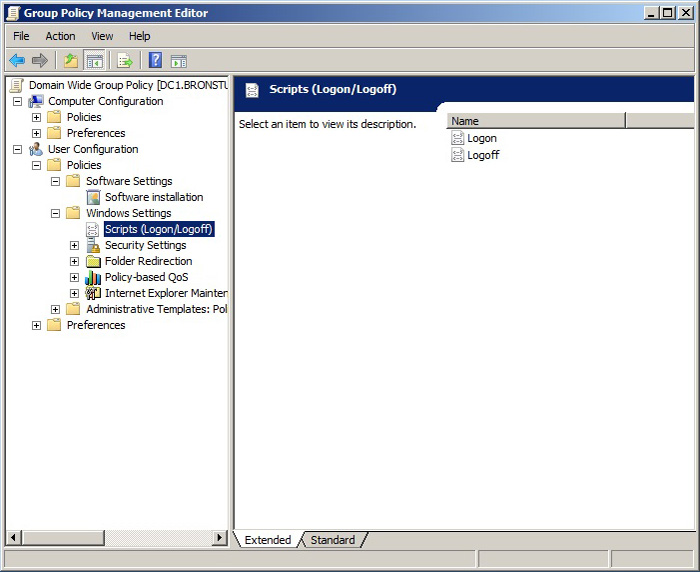 Group Policy Management Editor
File Action View Help
Domain Wide Group Policy [DC1.BRONSTU
Computer Configuration
Policies
Preferences
User Configuration
Policies
Software Settings
Software installation
Windows Settings
Scripts (Logon/Logoff)
Security Settings
Folder Redirection
Policy-based QoS
Internet Explorer Mainten
Administrative Templates: Pol
Preferences
Scripts (Logon/Logoff)
Select an item to view its description.
Name
Logon
Logoff
Extended Standard